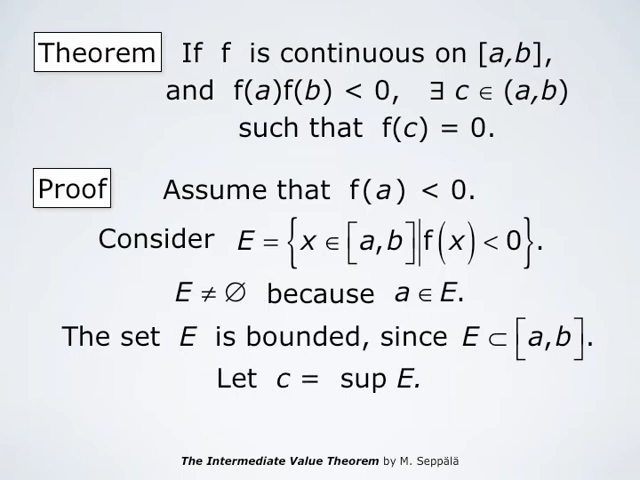 Theorem If f is continuous on [a,b],
and f(a)f(b) < 0, ∃ c ∈ (a,b)
such that f(c) = 0.
Proof Assume that f(a) < 0.
Consider E = {x ∈ [a,b]|f(x) < 0}.
E ≠ ∅ because a ∈ E.
The set E is bounded, since E ⊂ [a,b].
Let c = sup E.
The Intermediate Value Theorem by M. Seppälä